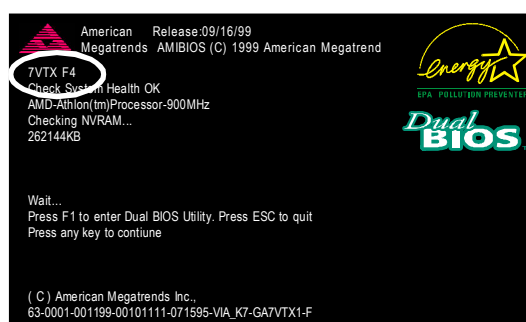 American Release:09/16/99
Megatrends AMIBIOS (C) 1999 American Megatrend
7VTX F4
Check System Health OK
AMD-Athlon(tm)Processor-900MHz
Checking NVRAM...
262144KB
energy
EPA POLLUTION PREVENTER
Dual
BIOS
Wait...
Press F1 to enter Dual BIOS Utility. Press ESC to quit
Press any key to contiune
( C ) American Megatrends Inc.,
63-0001-001199-00101111-071595-VIA_K7-GA7VTX1-F